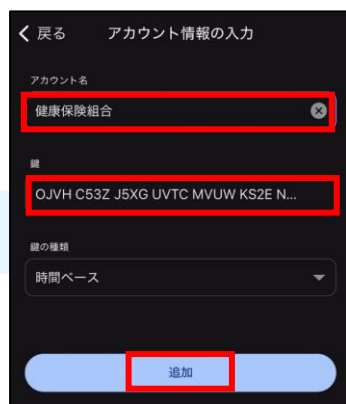 戻る アカウント情報の入力
アカウント名
健康保険組合
鍵
OJVH C53Z J5XG UVTC MVUW KS2E N...
鍵の種類
時間ベース
追加